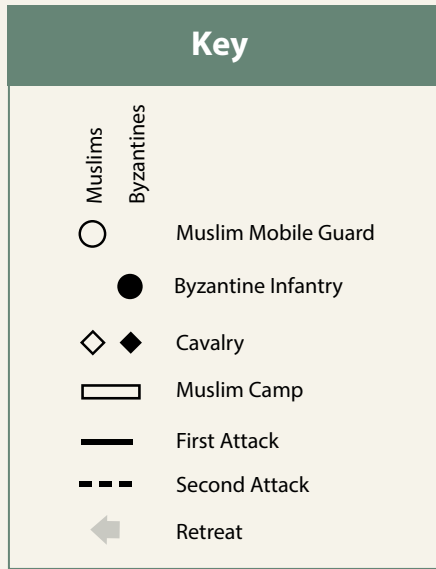 Key
Muslims
Byzantines
Muslim Mobile Guard
Byzantine Infantry
Cavalry
Muslim Camp
First Attack
Second Attack
Retreat